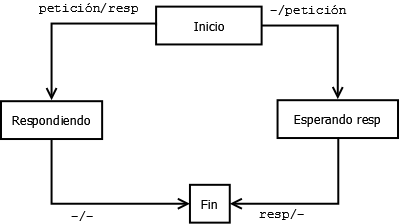 petición/resp
-/petición
Inicio
Respondiendo
Esperando resp
Fin
-/-
resp/-